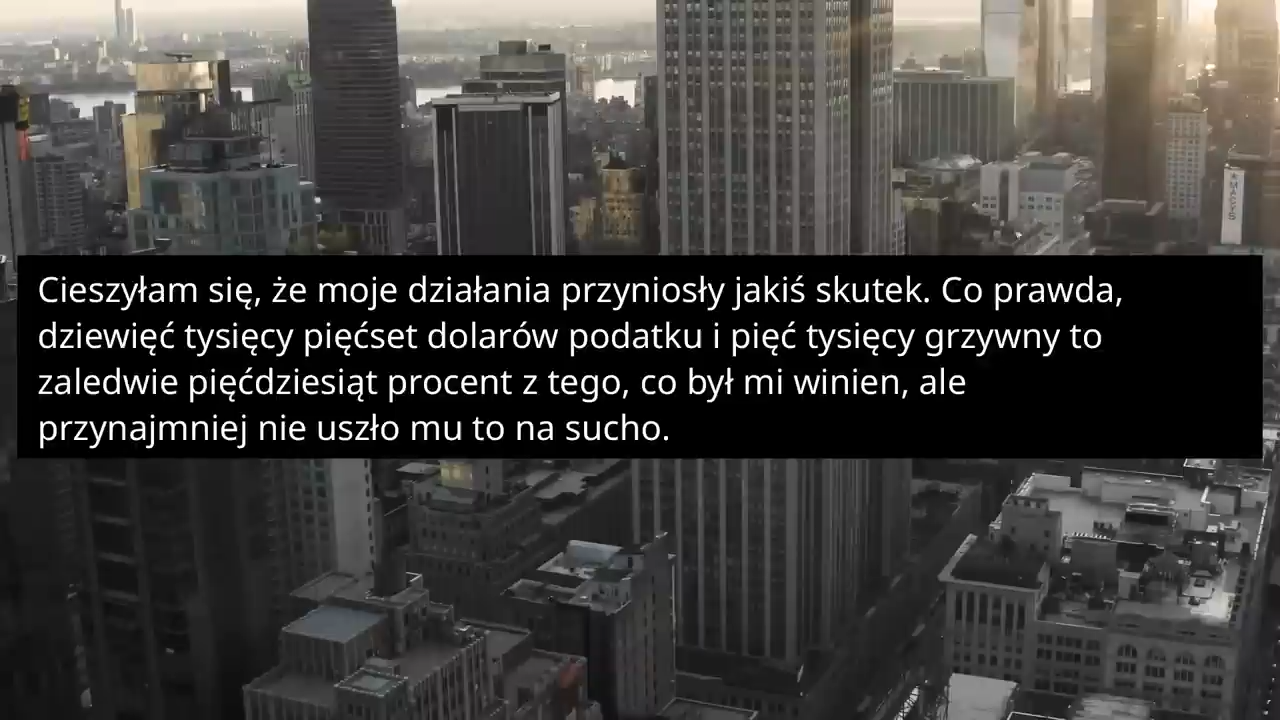 ★ MACY'S
Cieszyłam się, że moje działania przyniosły jakiś skutek. Co prawda,
dziewięć tysięcy pięćset dolarów podatku i pięć tysięcy grzywny to
zaledwie pięćdziesiąt procent z tego, co był mi winien, ale
przynajmniej nie uszło mu to na sucho.